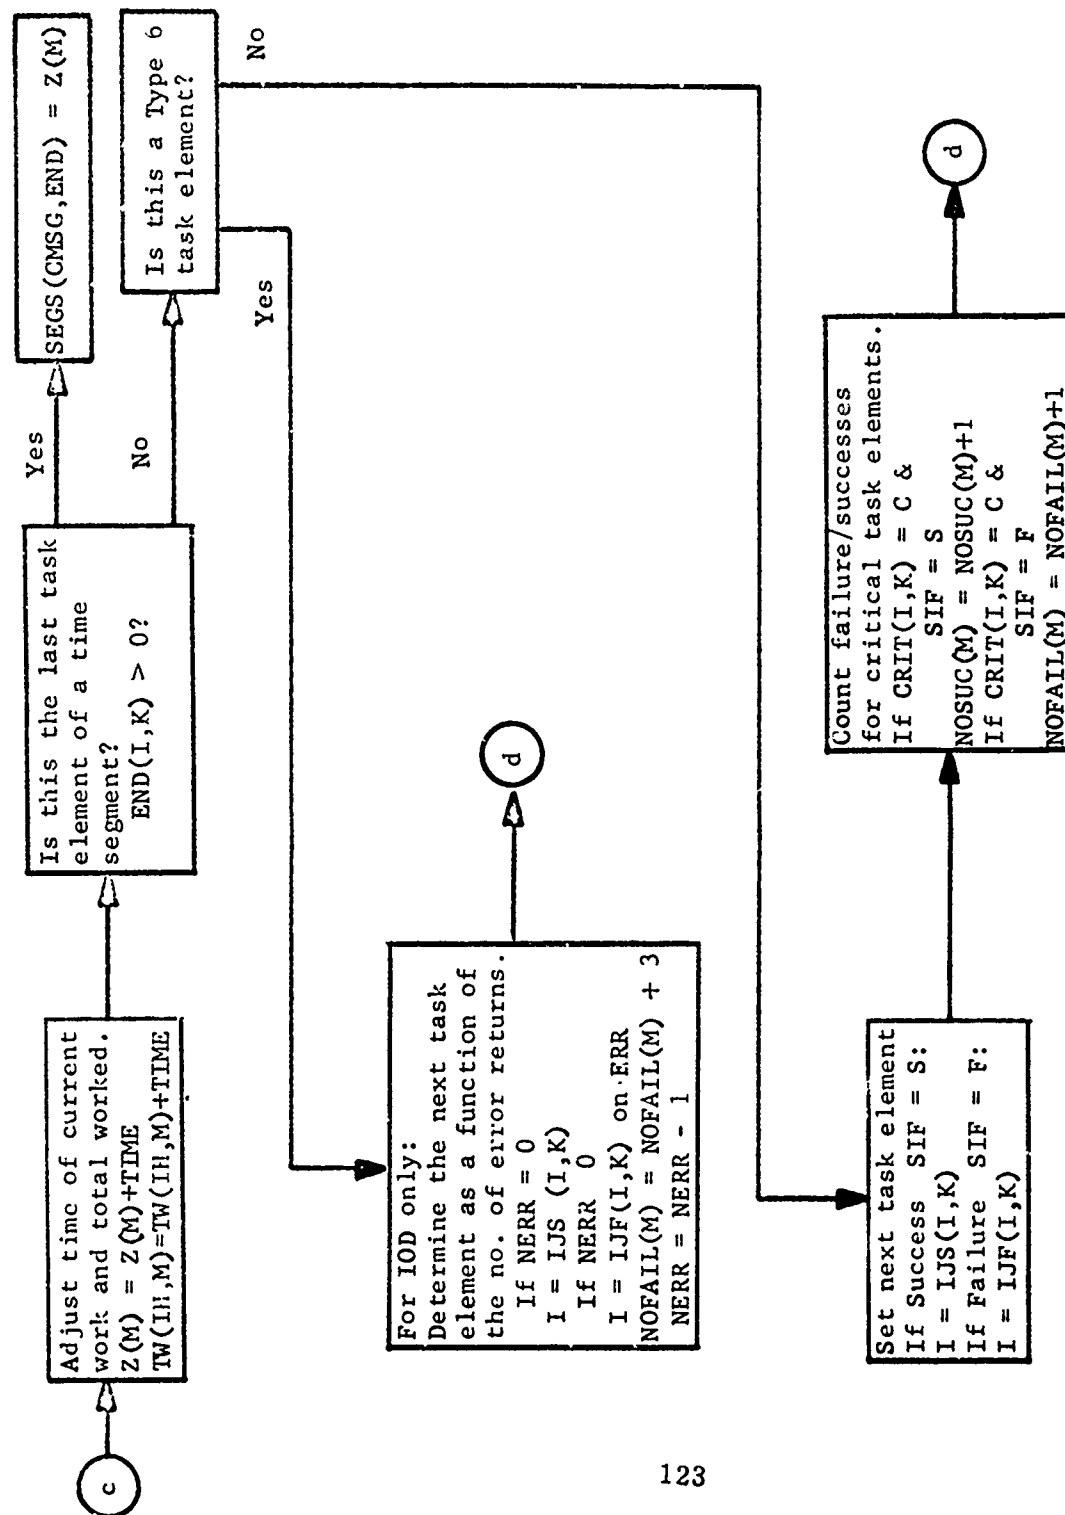 c
Adjust time of current
work and total worked.
Z(M) = Z(M)+TIME
TW(IH,M)=TW(IH,M)+TIME
Is this the last task
element of a time
segment?
END(I,K) > 0?
Yes
SEGS(CMSG,END) = Z(M)
No
Is this a Type 6
task element?
Yes
No
For IOD only:
Determine the next task
element as a function of
the no. of error returns.
If NERR = 0
I = IJS (I,K)
If NERR 0
I = IJF(I,K) on ERR
NOFAIL(M) = NOFAIL(M) + 3
NERR = NERR - 1
d
Set next task element
If Success SIF = S:
I = IJS(I,K)
If Failure SIF = F:
I = IJF(I,K)
Count failure/successes
for critical task elements.
If CRIT(I,K) = C &
SIF = S
NOSUC(M) = NOSUC(M)+1
If CRIT(I,K) = C &
SIF = F
NOFAIL(M) = NOFAIL(M)+1
d
123